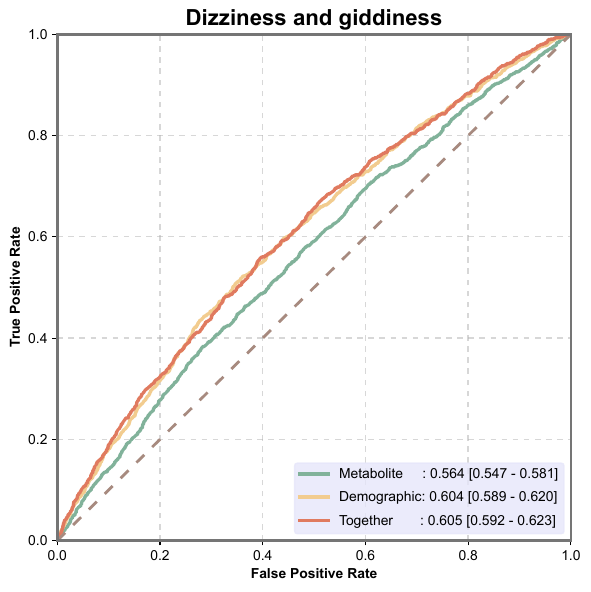 Dizziness and giddiness
True Positive Rate
1.0
0.8
0.6
0.4
0.2
0.0
Metabolite : 0.564 [0.547 - 0.581]
Demographic: 0.604 [0.589 - 0.620]
Together : 0.605 [0.592 - 0.623]
0.0 0.2 0.4 0.6 0.8 1.0
False Positive Rate